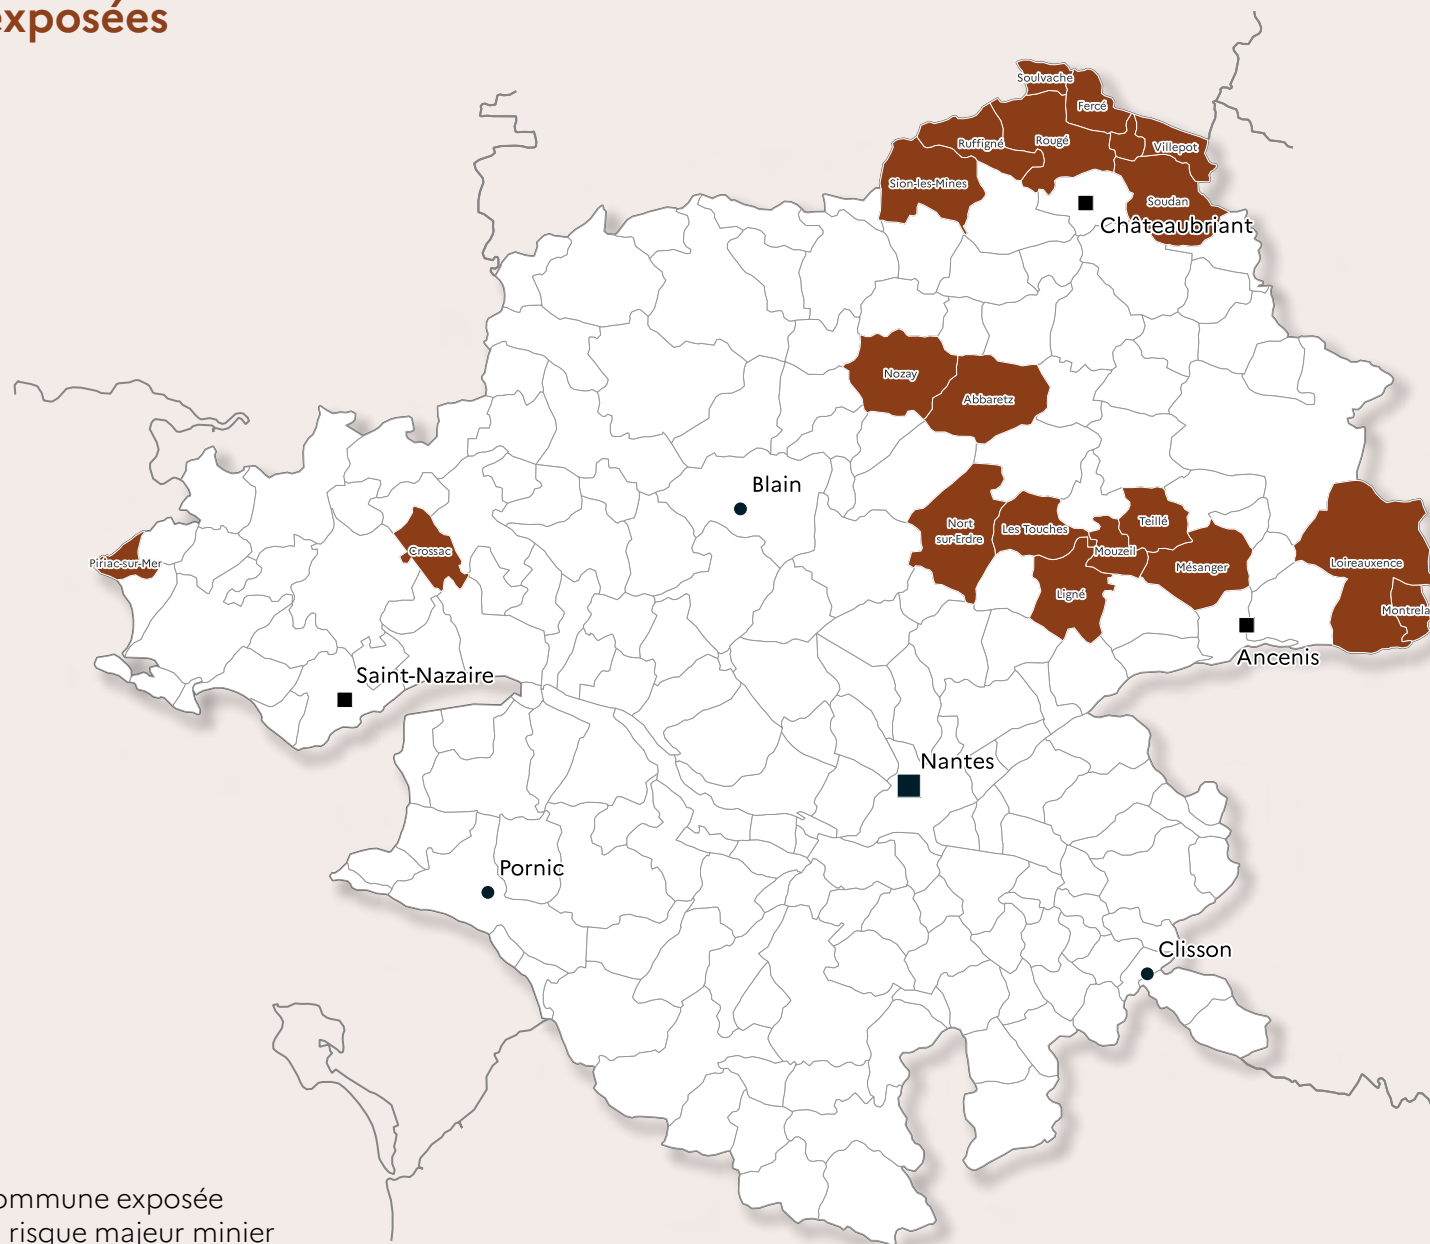 exposées
Soulvache
Fercé
Ruffigné
Rougé
Villepot
Sion-les-Mines
Soudan
Châteaubriant
Nozay
Abbaretz
Blain
Nort
sur-Erdre
Les Touches
Teillé
Mouzeil
Mésanger
Ligné
Loireauxence
Montrela
Crossac
Piriac-sur-Mer
Ancenis
Saint-Nazaire
Nantes
Pornic
Clisson
ommune exposée
risque majeur minier